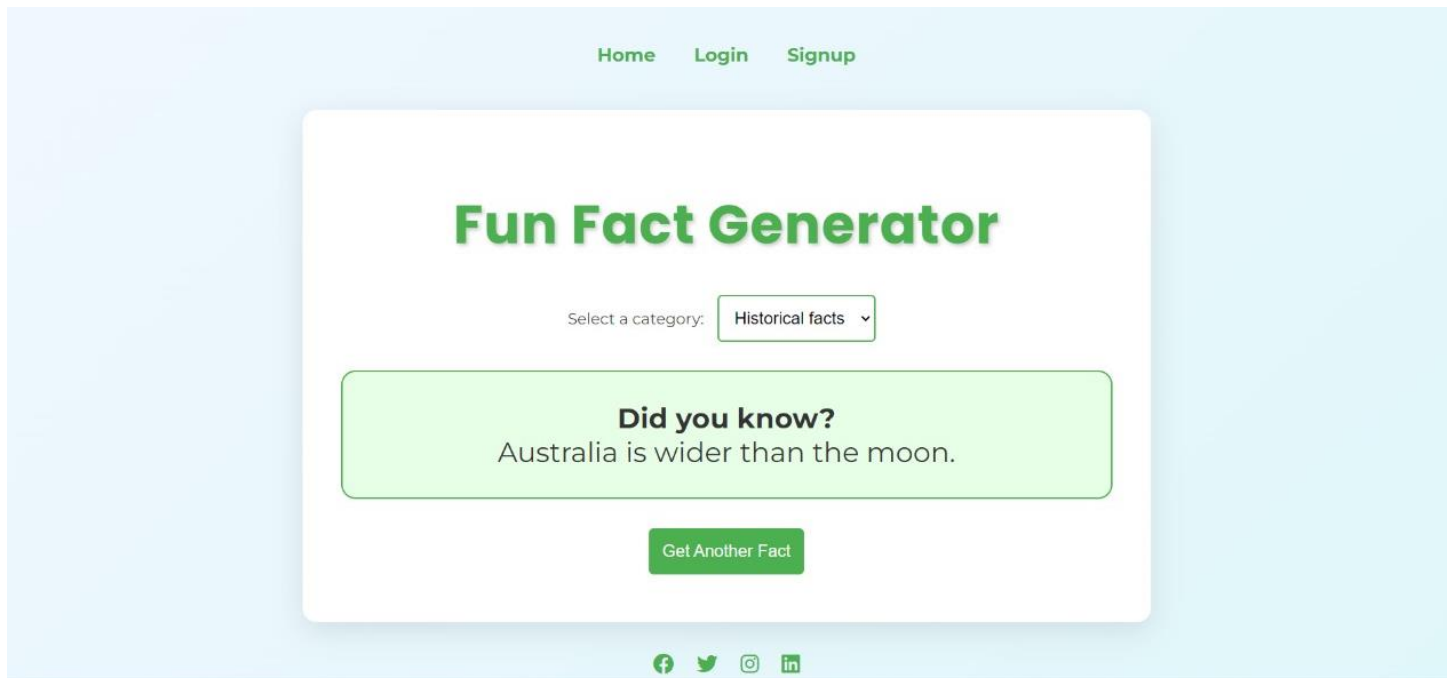 Home Login Signup
Fun Fact Generator
Select a category: Historical facts
Did you know?
Australia is wider than the moon.
Get Another Fact